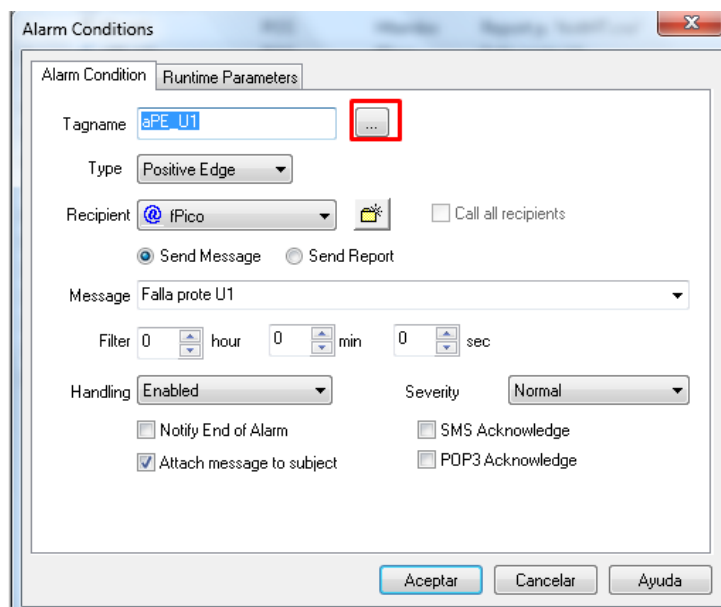 Alarm Conditions
Alarm Condition Runtime Parameters
Tagname aPE_U1 ...
Type Positive Edge
Recipient @ fPico Call all recipients
Send Message Send Report
Message Falla prote U1
Filter 0 hour 0 min 0 sec
Handling Enabled Severity Normal
Notify End of Alarm SMS Acknowledge
Attach message to subject POP3 Acknowledge
Aceptar Cancelar Ayuda